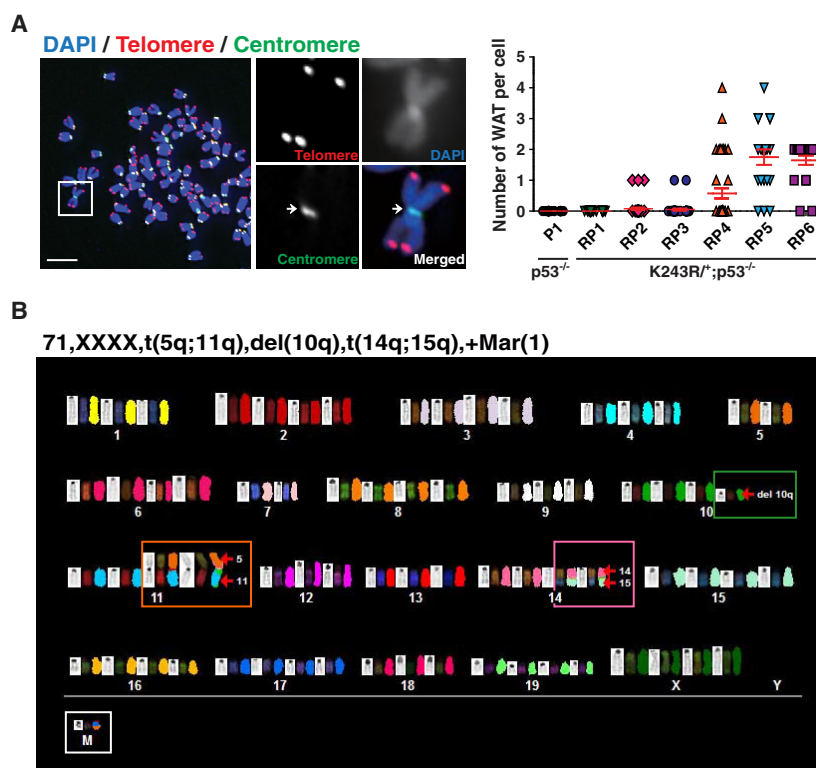 A
DAPI / Telomere / Centromere
Telomere
DAPI
Centromere
Merged
Number of WAT per cell
5
4
3
2
1
0
P1 RP1 RP2 RP3 RP4 RP5 RP6
p53-/- K243R/+;p53-/-
B
71,XXXX,t(5q;11q),del(10q),t(14q;15q),+Mar(1)
1 2 3 4 5
6 7 8 9 10 del 10q
5
11
14
15
11 12 13 14 15
16 17 18 19 X Y
M